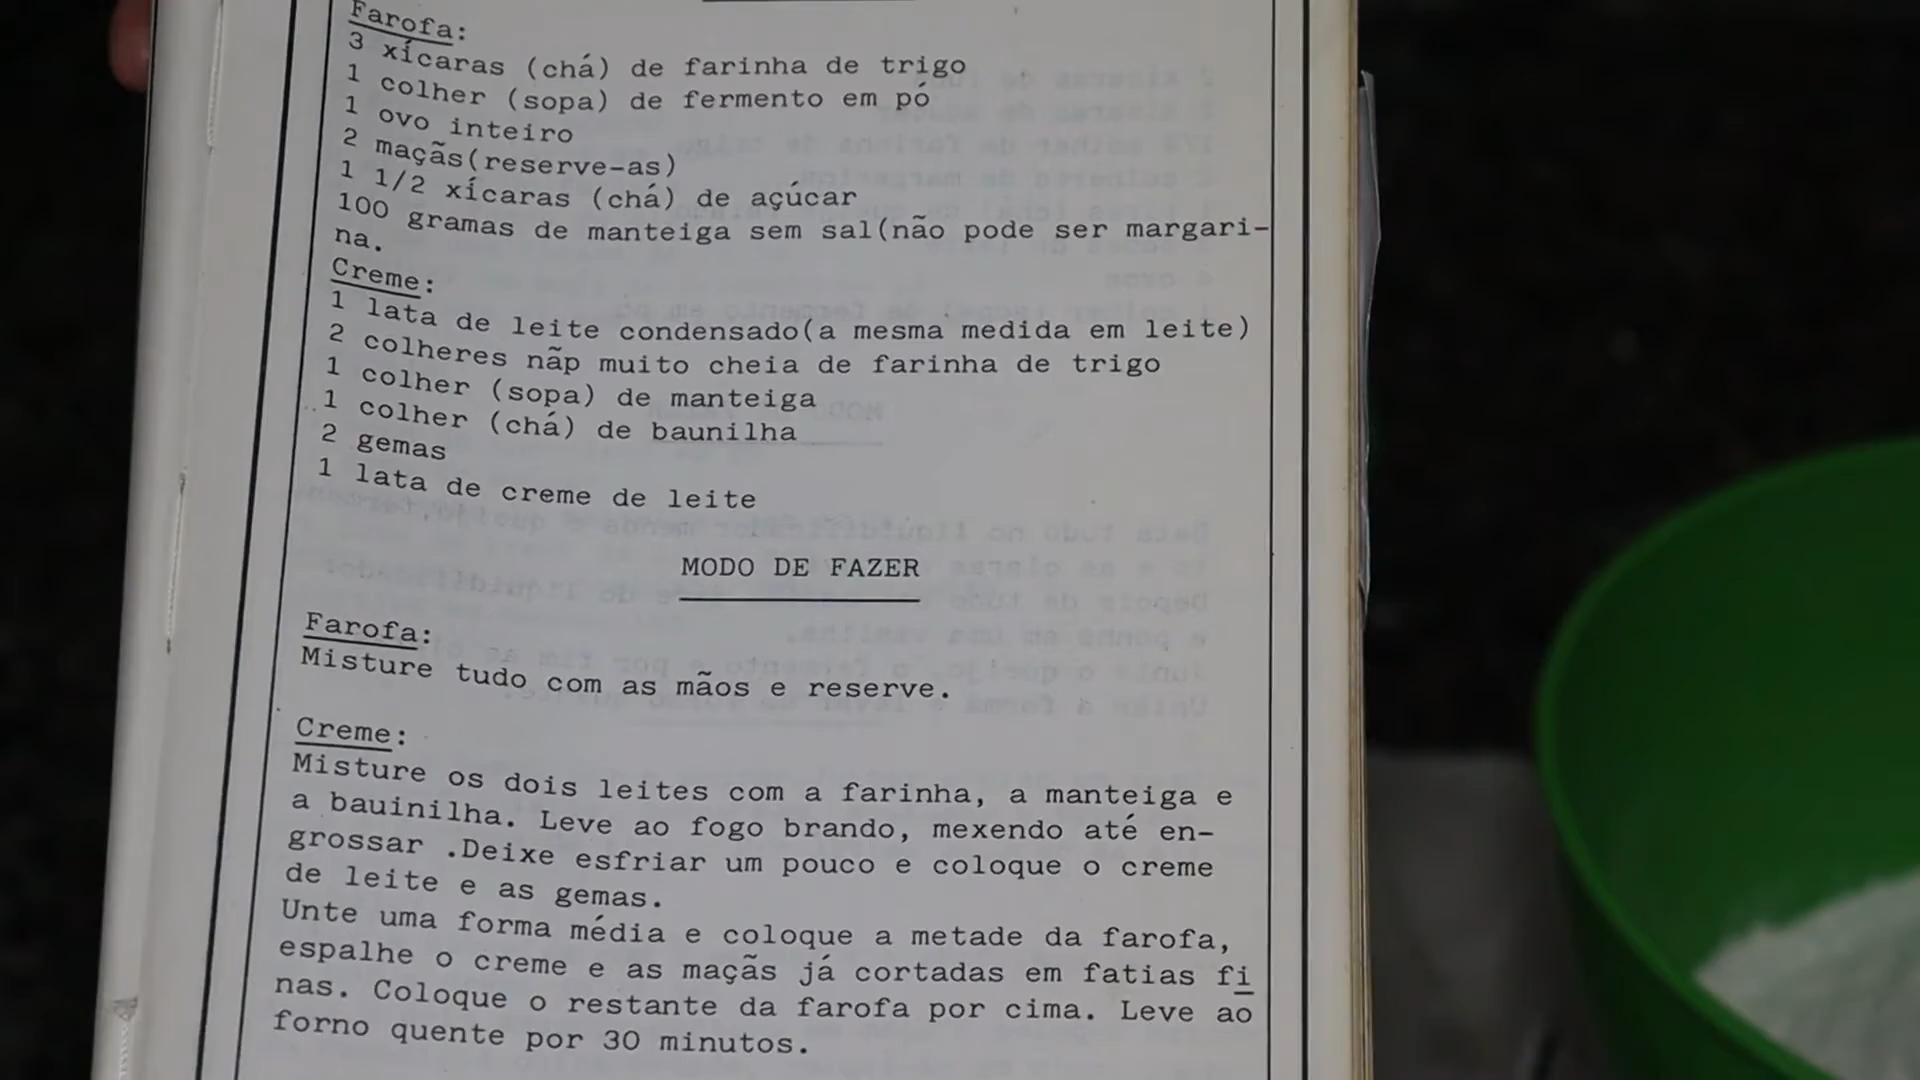 Farofa:
3 xícaras (chá) de farinha de trigo
1 colher (sopa) de fermento em pó
1 ovo inteiro
2 maçãs(reserve-as)
1 1/2 xícaras (chá) de açúcar
100 gramas de manteiga sem sal(não pode ser margari-
na.
Creme:
1 lata de leite condensado(a mesma medida em leite)
2 colheres nãp muito cheia de farinha de trigo
1 colher (sopa) de manteiga
1 colher (chá) de baunilha
2 gemas
1 lata de creme de leite
MODO DE FAZER
Farofa:
Misture tudo com as mãos e reserve.
Creme:
Misture os dois leites com a farinha, a manteiga e
a bauinilha. Leve ao fogo brando, mexendo até en-
grossar .Deixe esfriar um pouco e coloque o creme
de leite e as gemas.
Unte uma forma média e coloque a metade da farofa,
espalhe o creme e as maçãs já cortadas em fatias fi
nas. Coloque o restante da farofa por cima. Leve ao
forno quente por 30 minutos.